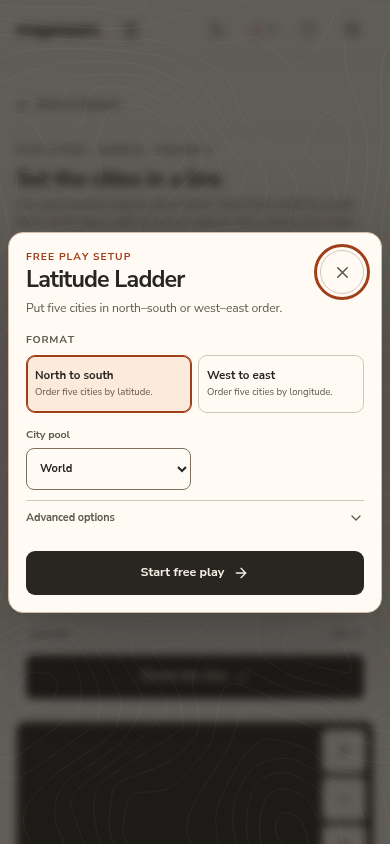 FREE PLAY SETUP
Latitude Ladder
Put five cities in north–south or west–east order.
FORMAT
North to south
Order five cities by latitude.
West to east
Order five cities by longitude.
City pool
World
Advanced options
Start free play